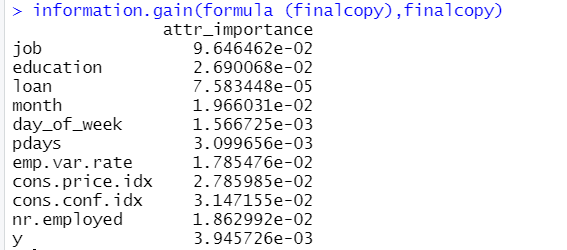 > information.gain(formula (finalcopy),finalcopy)
attr_importance
job 9.646462e-02
education 2.690068e-02
loan 7.583448e-05
month 1.966031e-02
day_of_week 1.566725e-03
pdays 3.099656e-03
emp.var.rate 1.785476e-02
cons.price.idx 2.785985e-02
cons.conf.idx 3.147155e-02
nr.employed 1.862992e-02
y 3.945726e-03